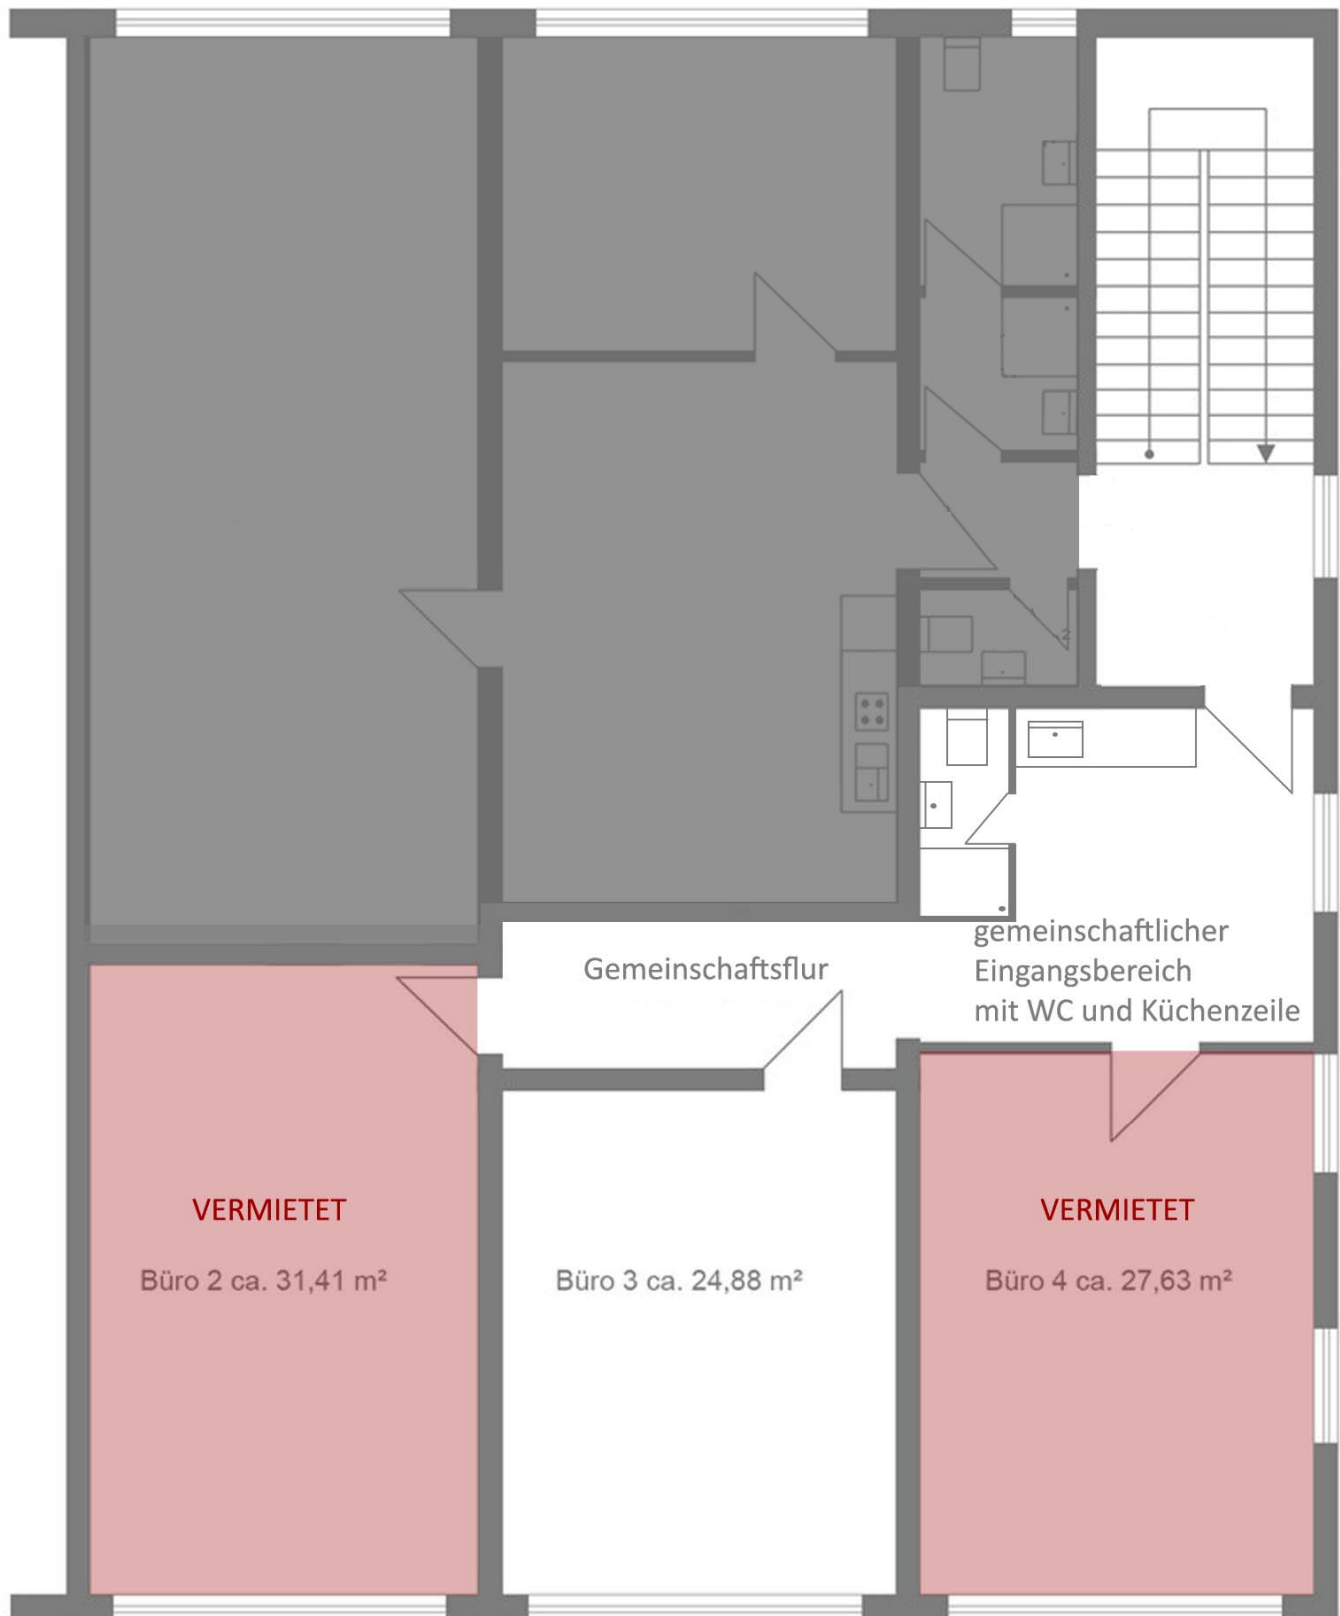 Gemeinschaftsflur
gemeinschaftlicher
Eingangsbereich
mit WC und Küchenzeile
VERMIETET
Büro 2 ca. 31,41 m²
Büro 3 ca. 24,88 m²
VERMIETET
Büro 4 ca. 27,63 m²